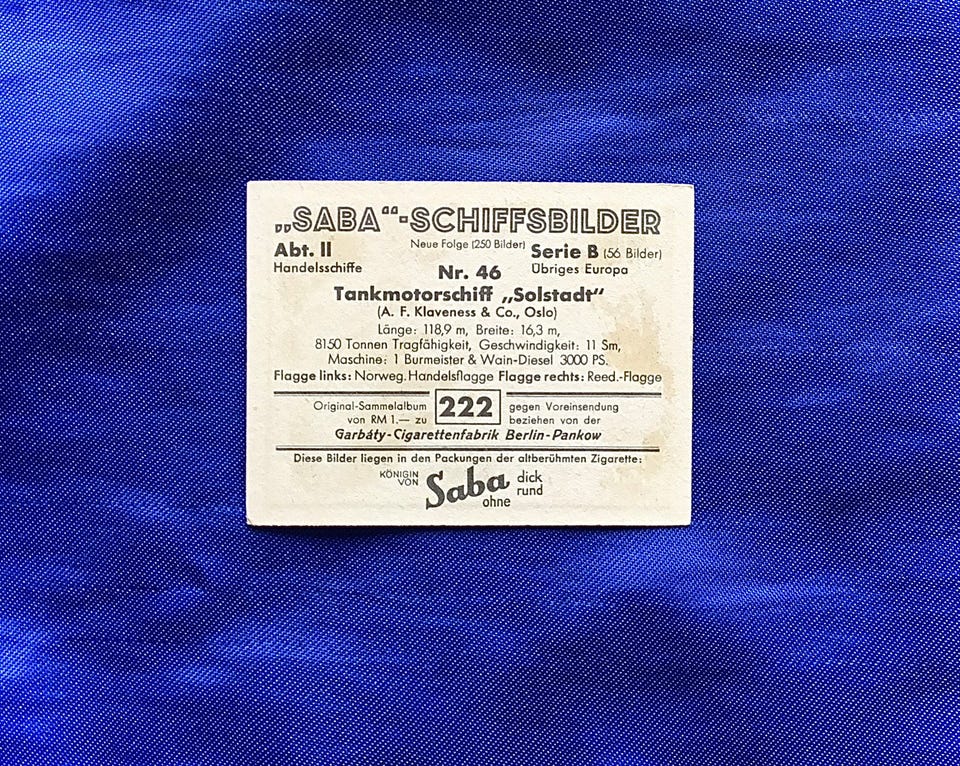 „SABA“-SCHIFFSBILDER
Neue Folge (250 Bilder)
Abt. II Serie B (56 Bilder)
Handelsschiffe Nr. 46 Übriges Europa
Tankmotorschiff „Solstadt“
(A. F. Klaveness & Co., Oslo)
Länge: 118,9 m, Breite: 16,3 m,
8150 Tonnen Tragfähigkeit, Geschwindigkeit: 11 Sm,
Maschine: 1 Burmeister & Wain-Diesel 3000 PS.
Flagge links: Norweg. Handelsflagge Flagge rechts: Reed.-Flagge
Original-Sammelalbum 222 gegen Voreinsendung
von RM 1.— zu beziehen von der
Garbáty-Cigarettenfabrik Berlin-Pankow
Diese Bilder liegen in den Packungen der altberühmten Zigarette:
KÖNIGIN VON Saba dick rund ohne